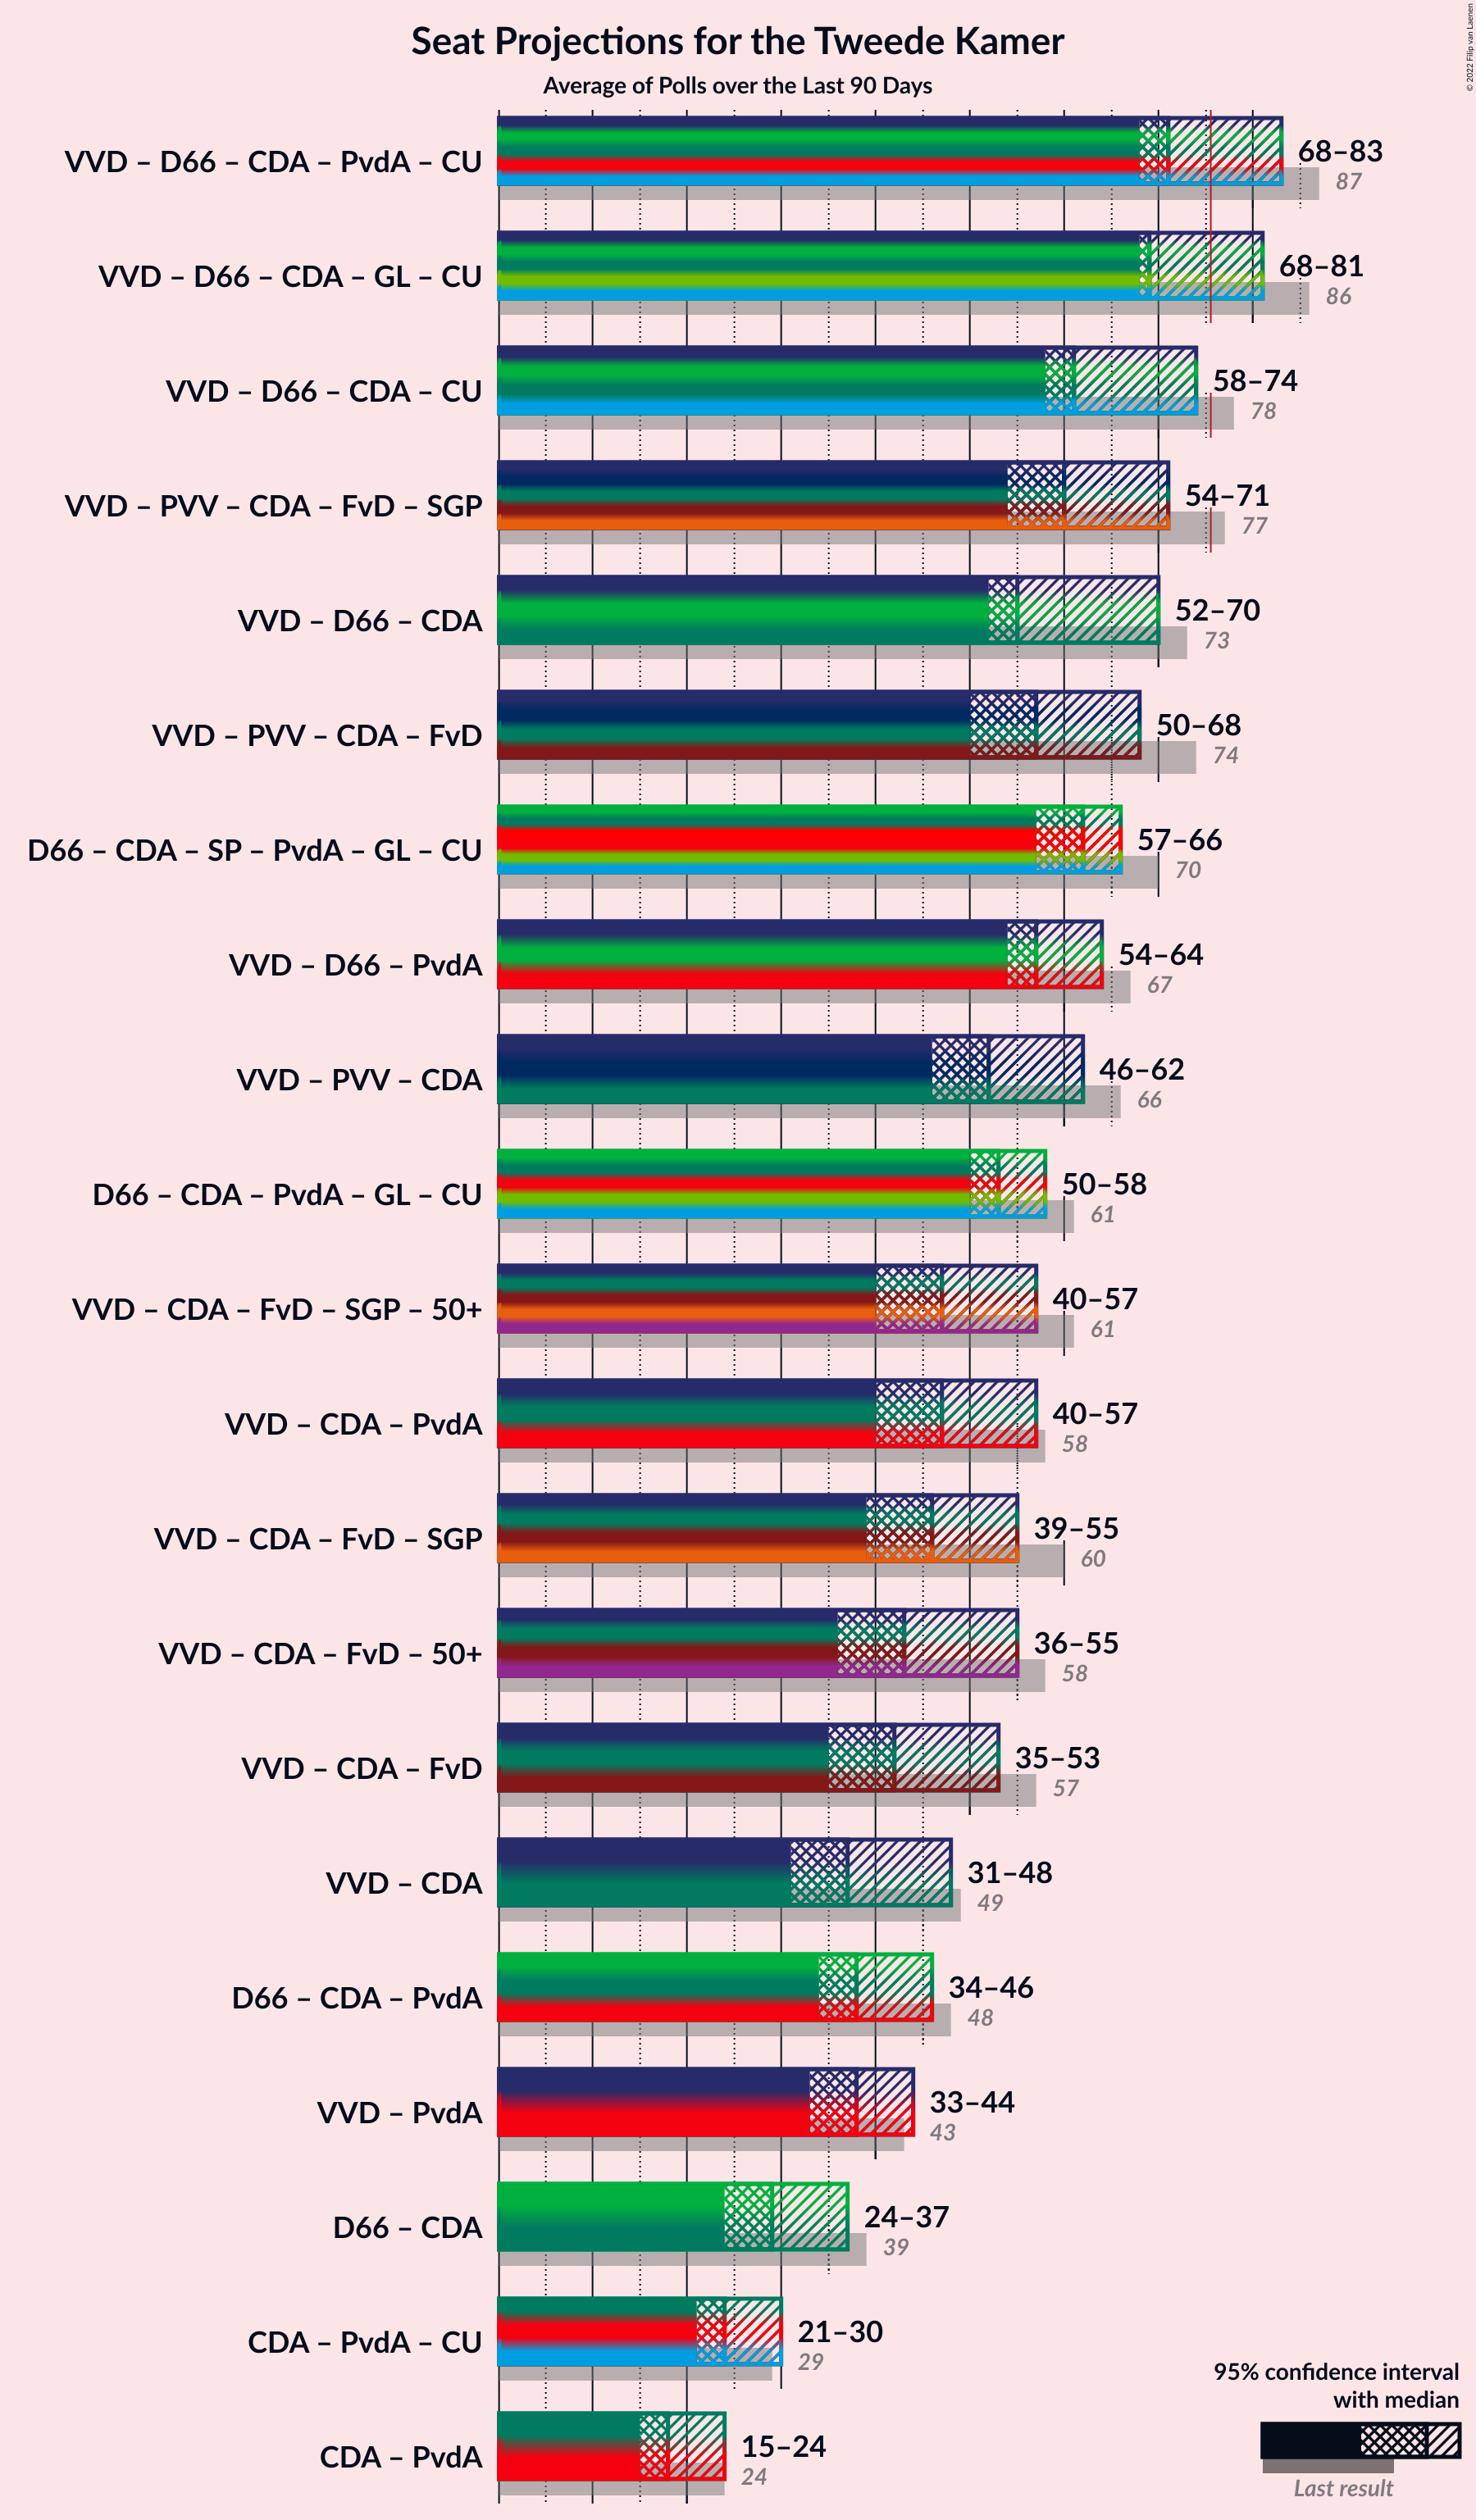 © 2022 Filip van Laenen
Seat Projections for the Tweede Kamer
Average of Polls over the Last 90 Days
VVD – D66 – CDA – PvdA – CU
68–83
87
VVD – D66 – CDA – GL – CU
68–81
86
VVD – D66 – CDA – CU
58–74
78
VVD – PVV – CDA – FvD – SGP
54–71
77
VVD – D66 – CDA
52–70
73
VVD – PVV – CDA – FvD
50–68
74
D66 – CDA – SP – PvdA – GL – CU
57–66
70
VVD – D66 – PvdA
54–64
67
VVD – PVV – CDA
46–62
66
D66 – CDA – PvdA – GL – CU
50–58
61
VVD – CDA – FvD – SGP – 50+
40–57
61
VVD – CDA – PvdA
40–57
58
VVD – CDA – FvD – SGP
39–55
60
VVD – CDA – FvD – 50+
36–55
58
VVD – CDA – FvD
35–53
57
VVD – CDA
31–48
49
D66 – CDA – PvdA
34–46
48
VVD – PvdA
33–44
43
D66 – CDA
24–37
39
CDA – PvdA – CU
21–30
29
CDA – PvdA
15–24
24
95% confidence interval
with median
Last result